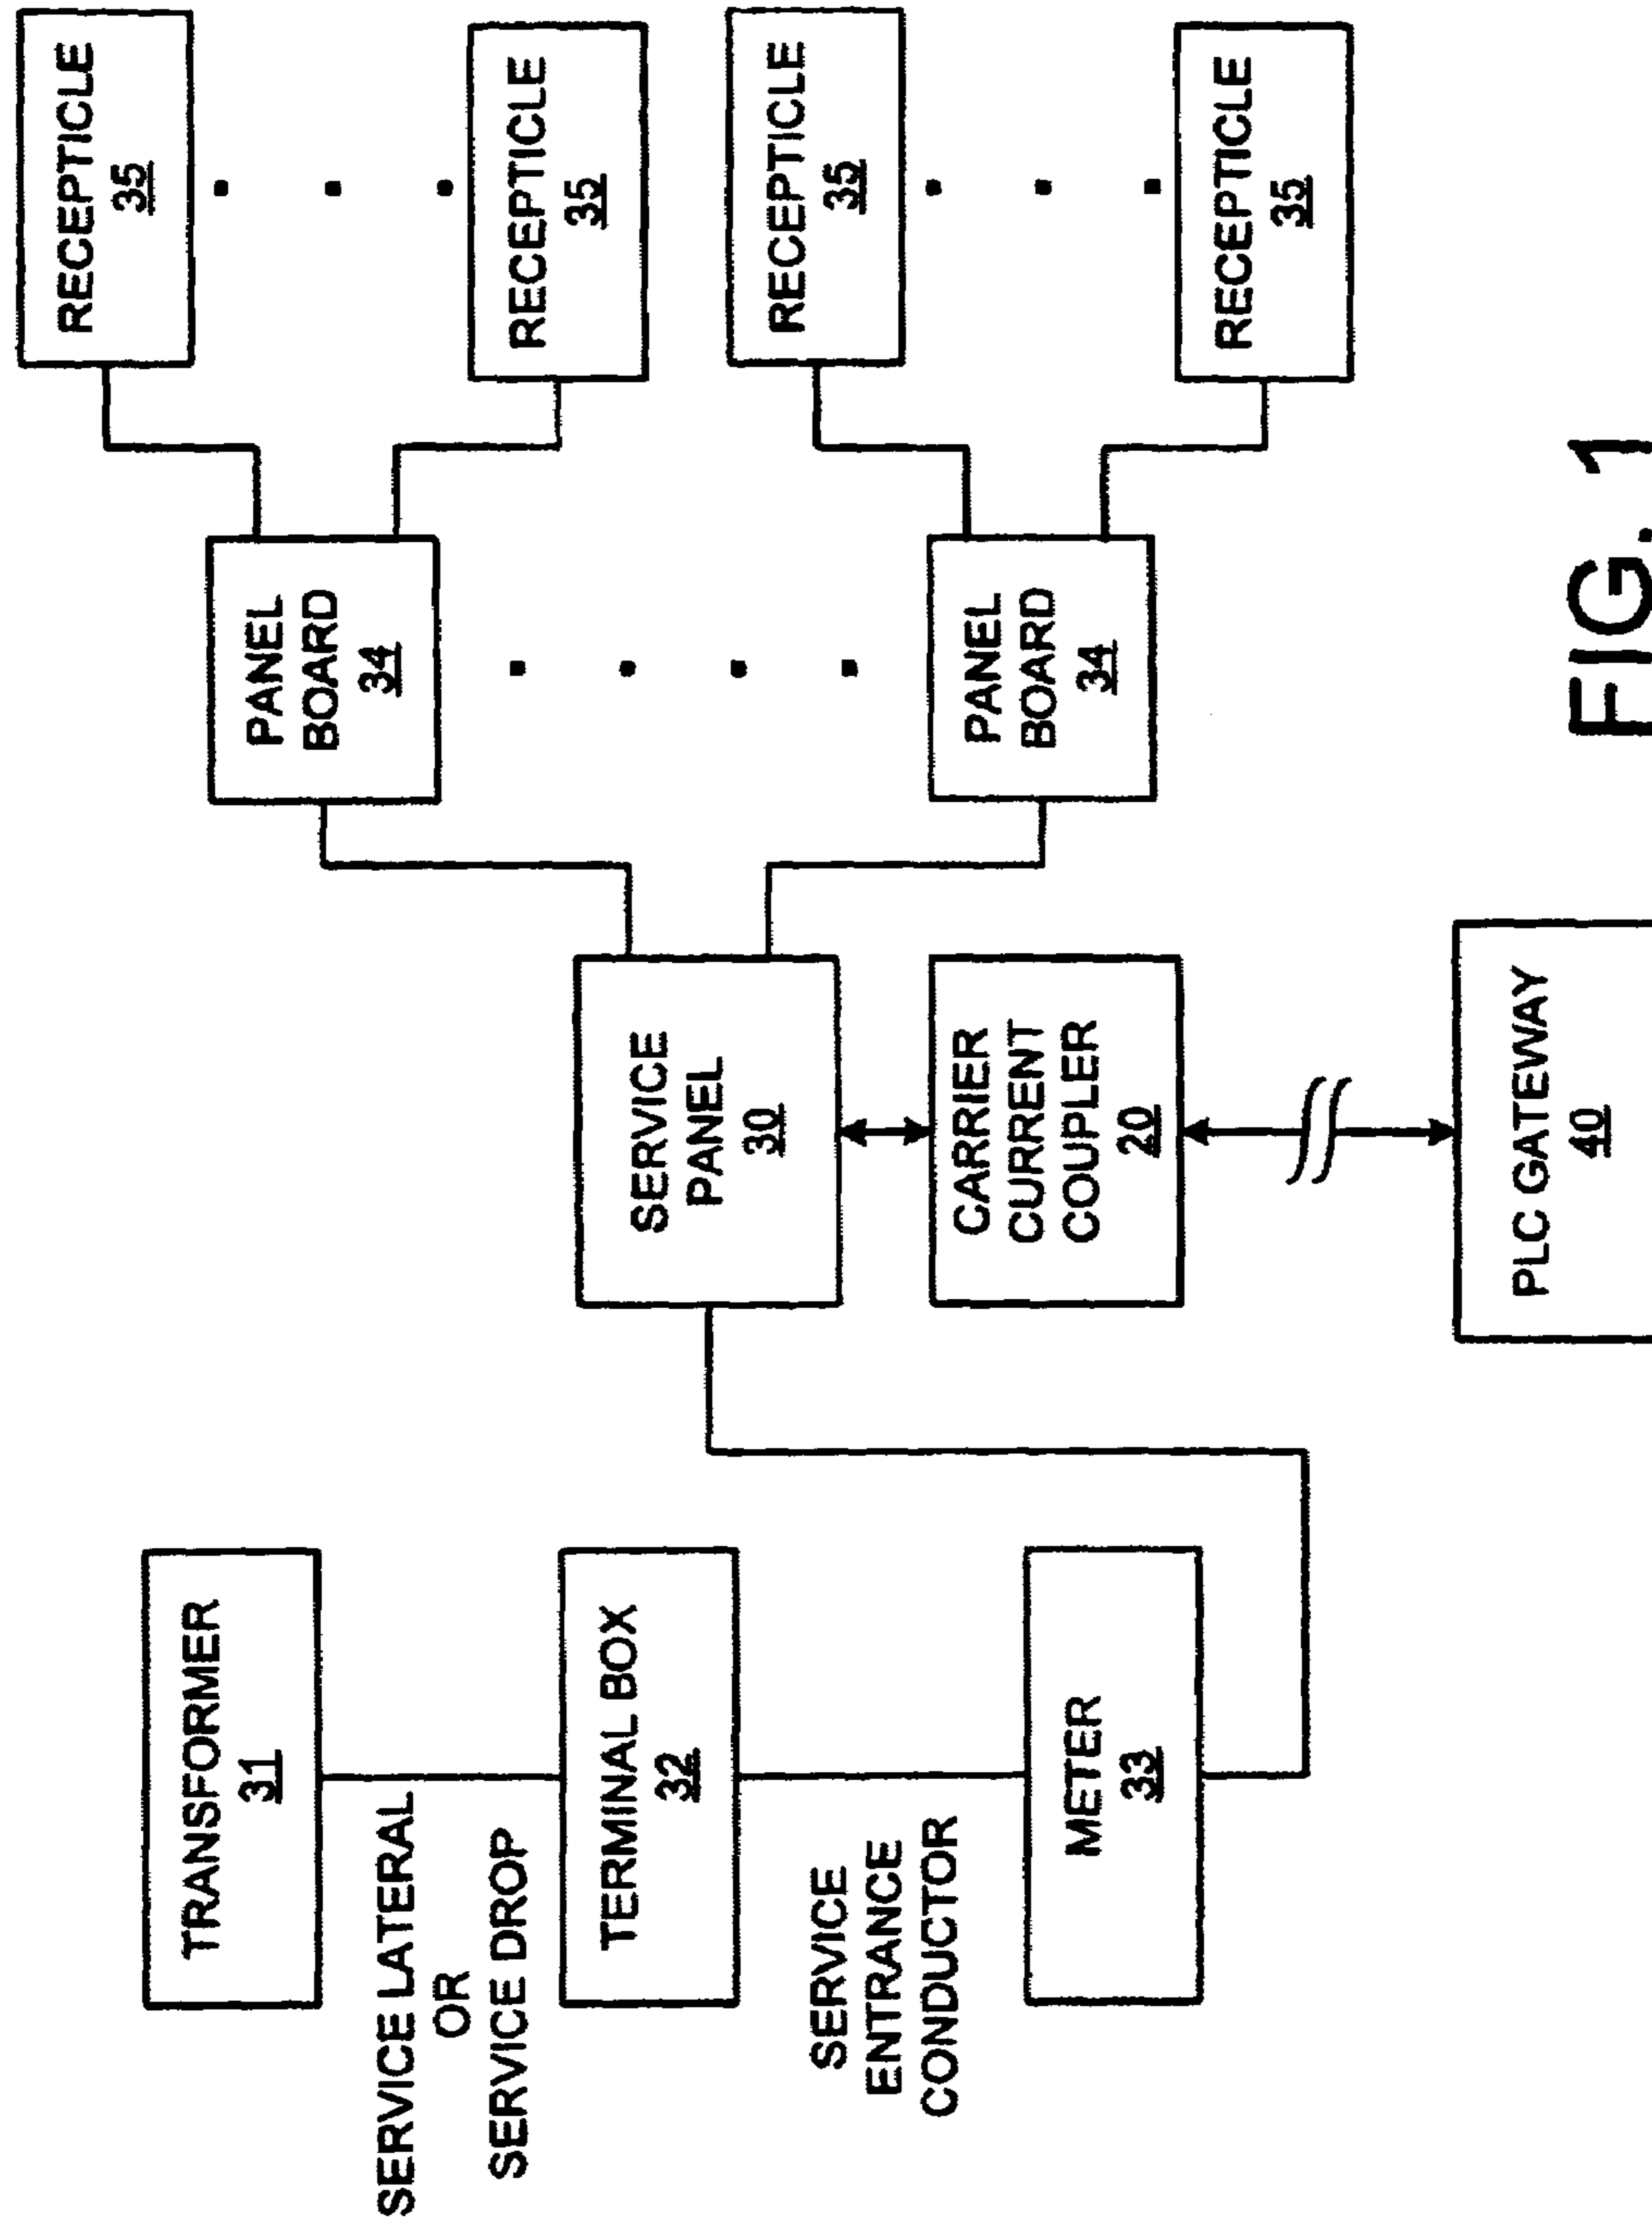 TRANSFORMER
31
SERVICE LATERAL
OR
SERVICE DROP
TERMINAL BOX
32
SERVICE
ENTRANCE
CONDUCTOR
METER
33
SERVICE
PANEL
30
CARRIER
CURRENT
COUPLER
20
PLC GATEWAY
40
PANEL
BOARD
34
PANEL
BOARD
34
RECEPTICLE
35
RECEPTICLE
35
RECEPTICLE
35
RECEPTICLE
35
FIG. 1